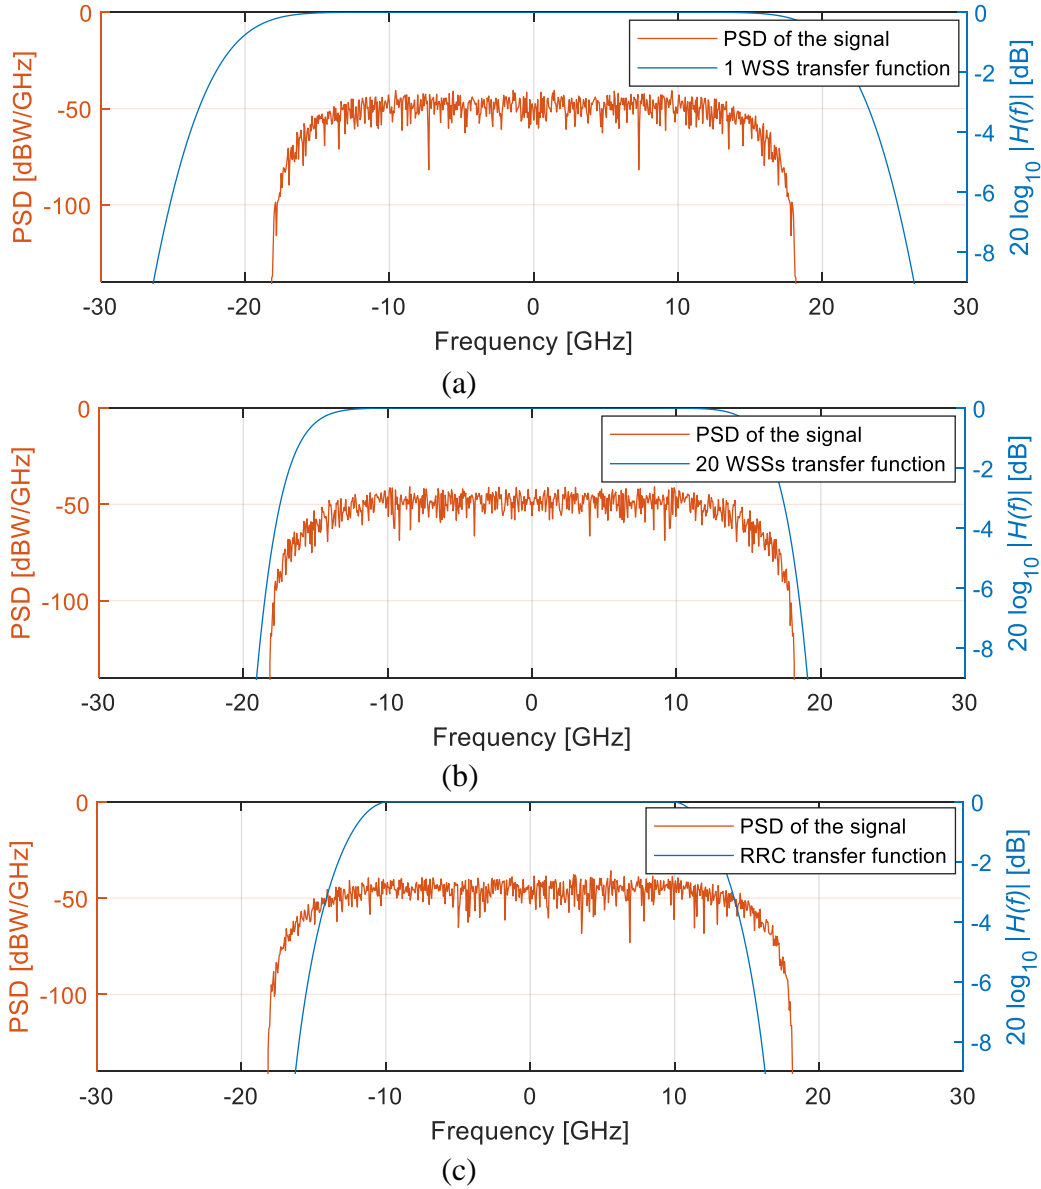 0
-50
-100
PSD [dBW/GHz]
0
-2
-4
-6
-8
20 log10 |H(f)| [dB]
PSD of the signal
1 WSS transfer function
-30 -20 -10 0 10 20 30
Frequency [GHz]
(a)
0
-50
-100
PSD [dBW/GHz]
0
-2
-4
-6
-8
20 log10 |H(f)| [dB]
PSD of the signal
20 WSSs transfer function
-30 -20 -10 0 10 20 30
Frequency [GHz]
(b)
0
-50
-100
PSD [dBW/GHz]
0
-2
-4
-6
-8
20 log10 |H(f)| [dB]
PSD of the signal
RRC transfer function
-30 -20 -10 0 10 20 30
Frequency [GHz]
(c)